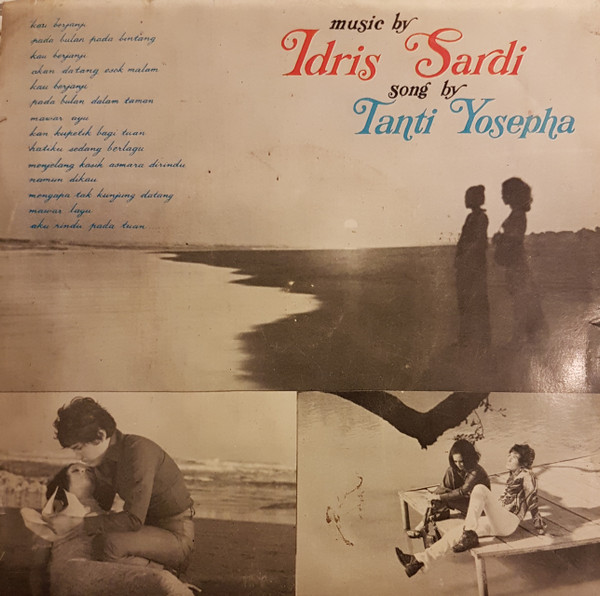 kau berjanji
pada bulan pada bintang
kau berjanji
akan datang esok malam
kau berjanji
pada bulan dalam taman
mawar ayu
kan kupetik bagi tuan
hatiku sedang berlagu
menjelang kasih asmara dirindu
namun dikau
mengapa tak kunjung datang
mawar layu
aku rindu pada tuan
music by
Idris Sardi
song by
Tanti Yosepha